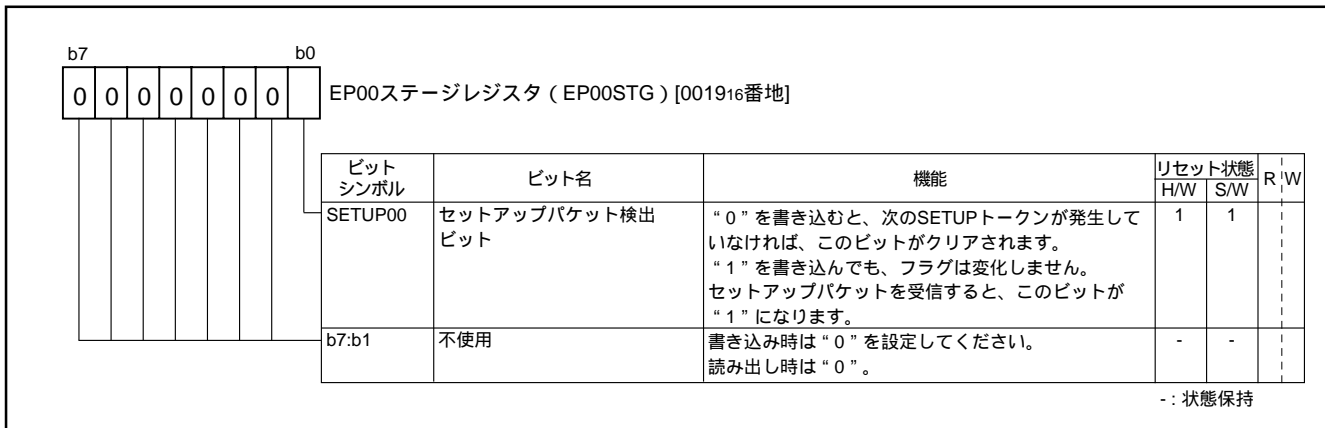 b7 b0
0 0 0 0 0 0 0
EP00ステージレジスタ（EP00STG）[001916番地]
ビット
シンボル
ビット名
機能
リセット状態
H/W S/W
R W
SETUP00
セットアップパケット検出
ビット
“0”を書き込むと、次のSETUPトークンが発生して
いなければ、このビットがクリアされます。
“1”を書き込んでも、フラグは変化しません。
セットアップパケットを受信すると、このビットが
“1”になります。
1 1
b7:b1
不使用
書き込み時は“0”を設定してください。
読み出し時は“0”。
- -
- : 状態保持